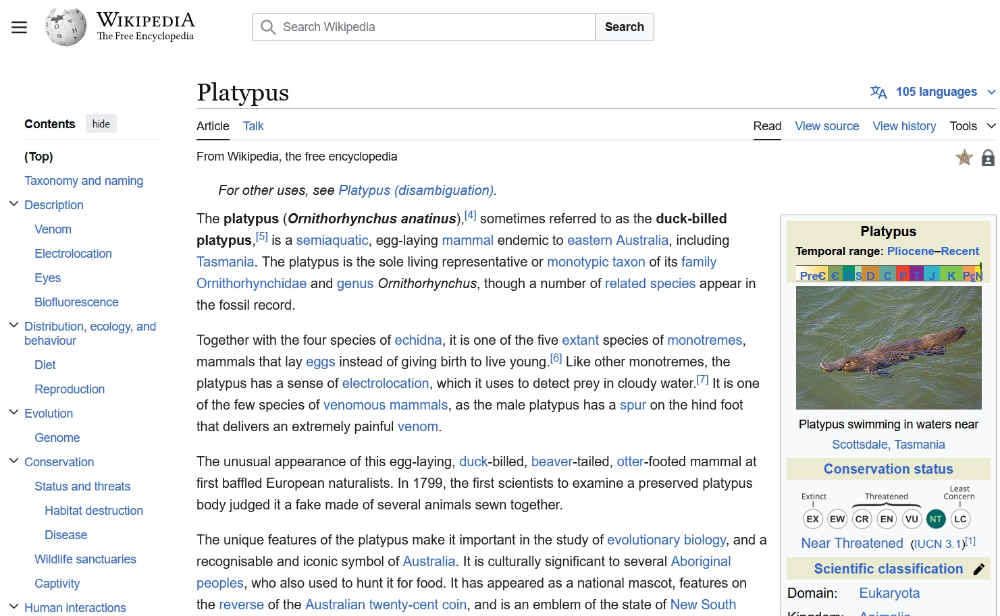 WIKIPEDIA
The Free Encyclopedia
Search Wikipedia
Search
Platypus
105 languages
Contents
hide
Article
Talk
Read
View source
View history
Tools
(Top)
Taxonomy and naming
Description
Venom
Electrolocation
Eyes
Biofluorescence
Distribution, ecology, and
behaviour
Diet
Reproduction
Evolution
Genome
Conservation
Status and threats
Habitat destruction
Disease
Wildlife sanctuaries
Captivity
Human interactions
From Wikipedia, the free encyclopedia
For other uses, see Platypus (disambiguation).
The platypus (Ornithorhynchus anatinus),[4] sometimes referred to as the duck-billed
platypus,[5] is a semiaquatic, egg-laying mammal endemic to eastern Australia, including
Tasmania. The platypus is the sole living representative or monotypic taxon of its family
Ornithorhynchidae and genus Ornithorhynchus, though a number of related species appear in
the fossil record.
Together with the four species of echidna, it is one of the five extant species of monotremes,
mammals that lay eggs instead of giving birth to live young.[6] Like other monotremes, the
platypus has a sense of electrolocation, which it uses to detect prey in cloudy water.[7] It is one
of the few species of venomous mammals, as the male platypus has a spur on the hind foot
that delivers an extremely painful venom.
The unusual appearance of this egg-laying, duck-billed, beaver-tailed, otter-footed mammal at
first baffled European naturalists. In 1799, the first scientists to examine a preserved platypus
body judged it a fake made of several animals sewn together.
The unique features of the platypus make it important in the study of evolutionary biology, and a
recognisable and iconic symbol of Australia. It is culturally significant to several Aboriginal
peoples, who also used to hunt it for food. It has appeared as a national mascot, features on
the reverse of the Australian twenty-cent coin, and is an emblem of the state of New South
Platypus
Temporal range: Pliocene–Recent
PreꞒ Ꞓ S D C P T J K Pg N
Platypus swimming in waters near
Scottsdale, Tasmania
Conservation status
Extinct
Threatened
Least
Concern
EX EW CR EN VU NT LC
Near Threatened (IUCN 3.1)[1]
Scientific classification
Domain: Eukaryota
Kingdom: Animalia